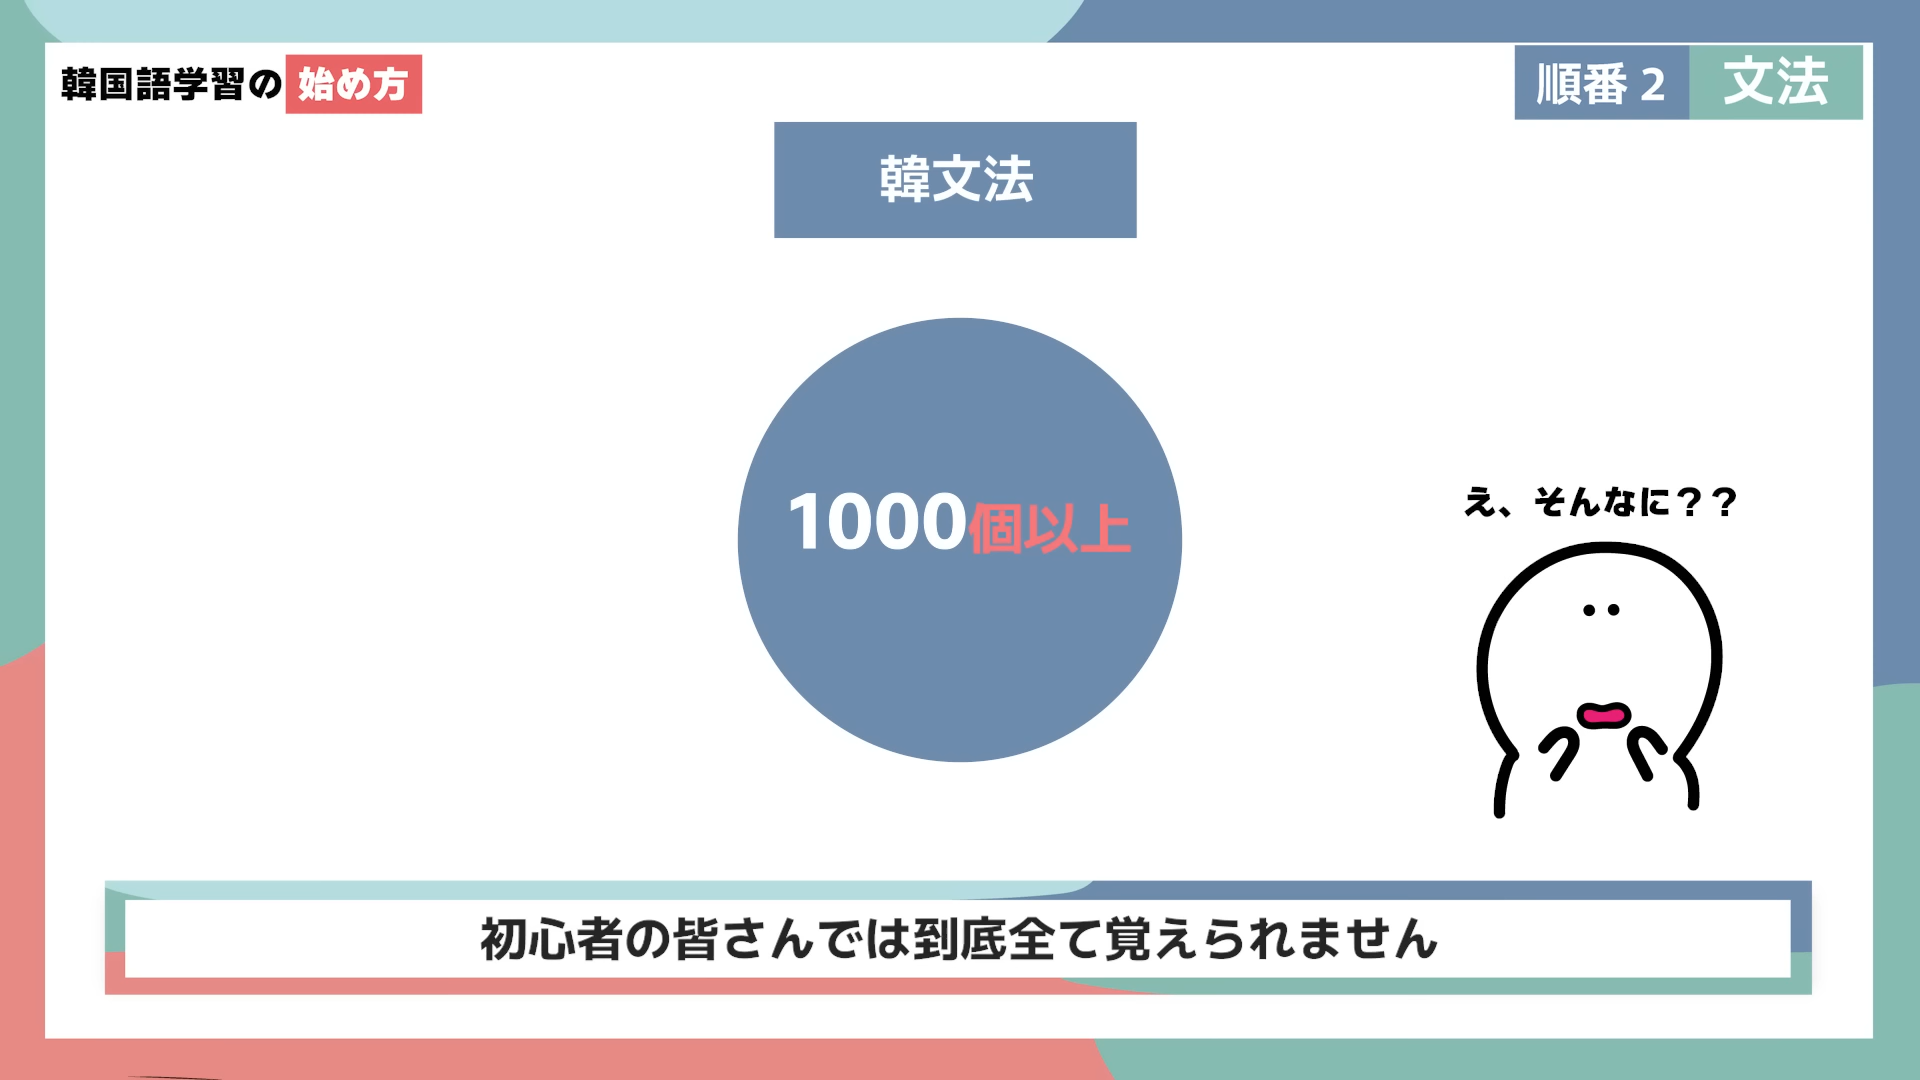 韓国語学習の始め方
順番 2 文法
韓文法
1000個以上
え、そんなに？？
初心者の皆さんでは到底全て覚えられません